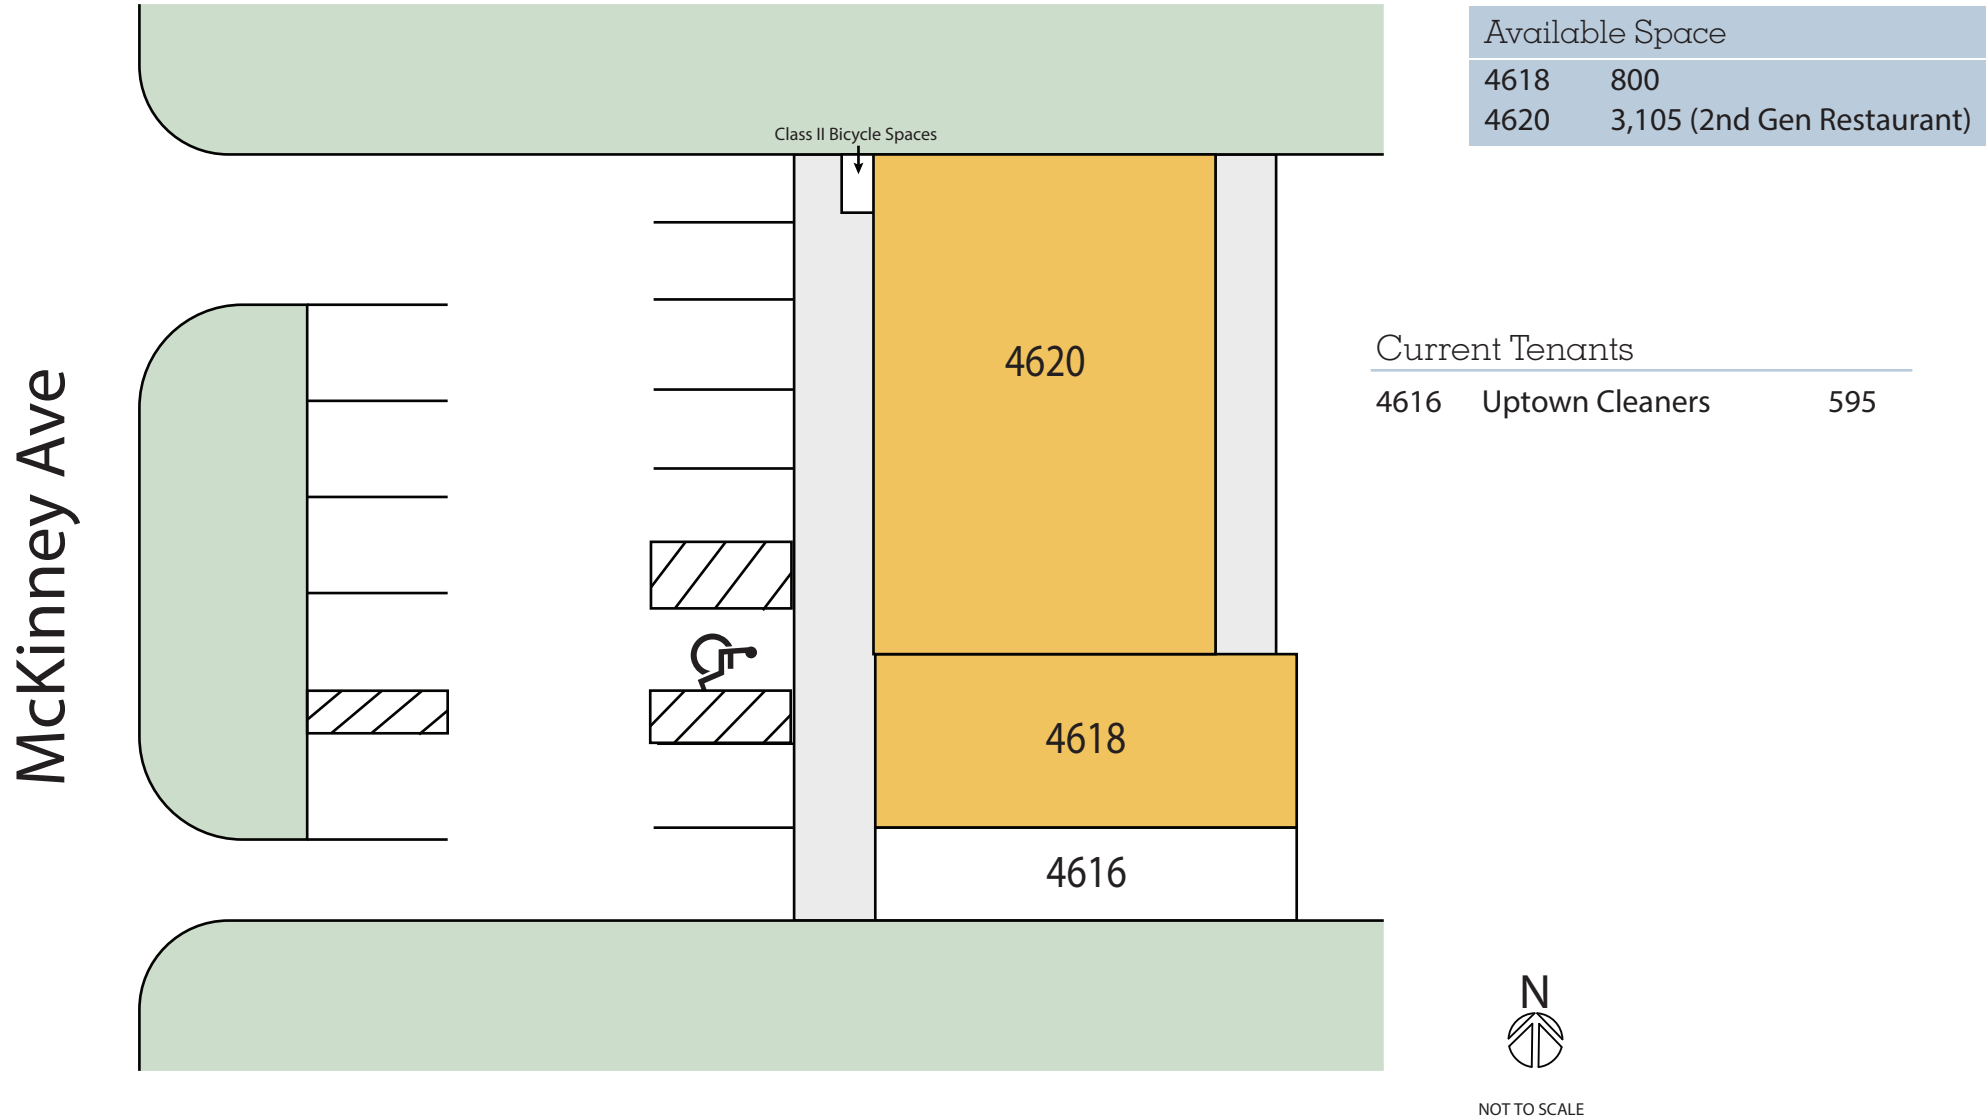 Available Space
4618 800
4620 3,105 (2nd Gen Restaurant)
Class II Bicycle Spaces
4620
Current Tenants
4616 Uptown Cleaners 595
McKinney Ave
4618
4616
N
NOT TO SCALE